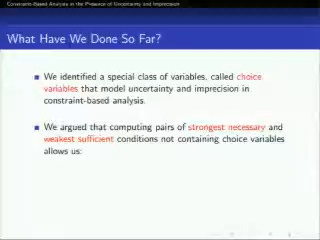 Constraint-Based Analysis in the Presence of Uncertainty and Imprecision
What Have We Done So Far?
We identified a special class of variables, called choice
variables that model uncertainty and imprecision in
constraint-based analysis.
We argued that computing pairs of strongest necessary and
weakest sufficient conditions not containing choice variables
allows us: